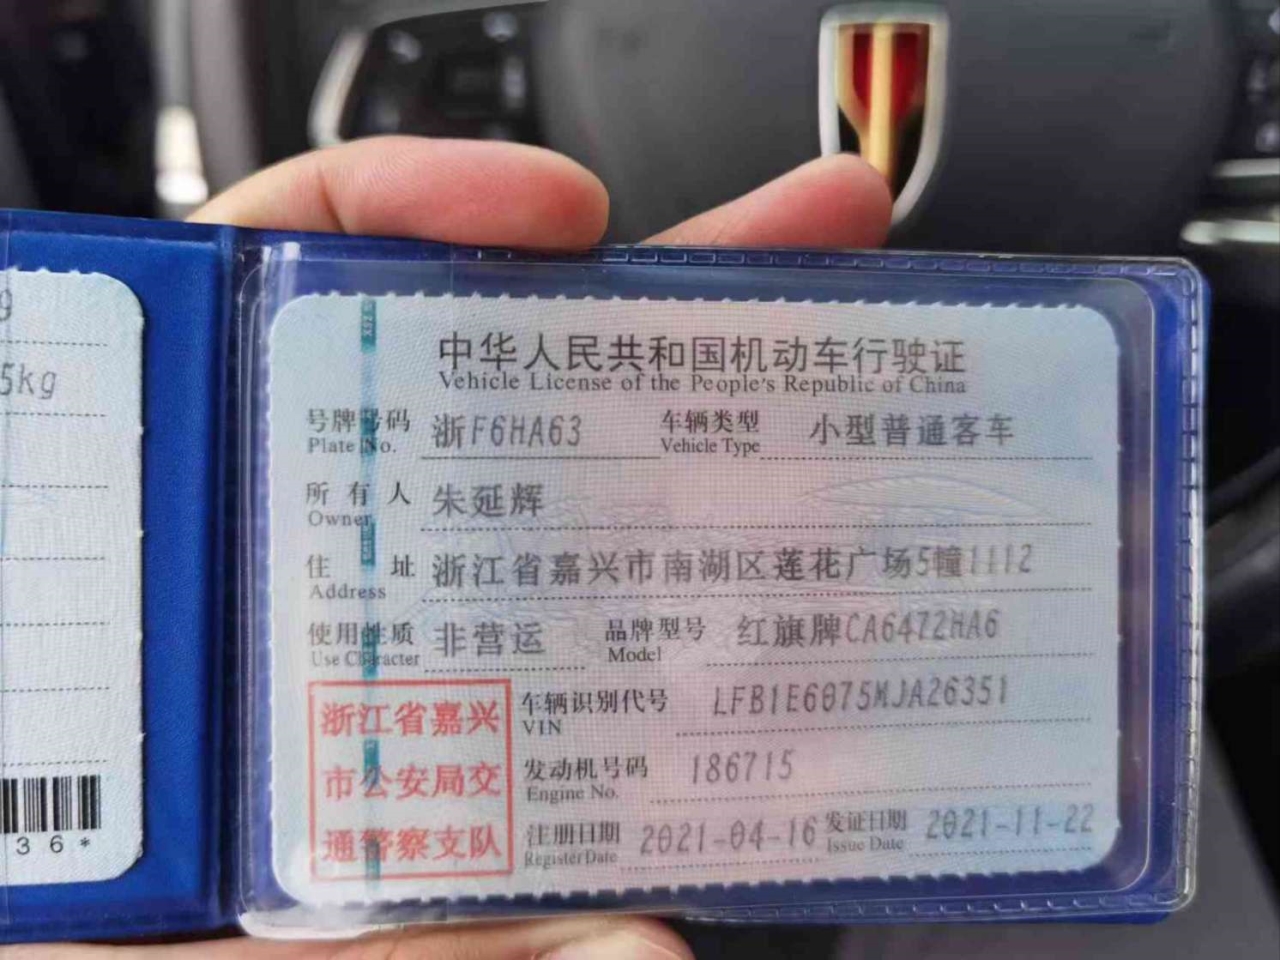 中华人民共和国机动车行驶证
Vehicle License of the People's Republic of China
号牌号码 浙F6HA63 车辆类型 小型普通客车
Plate No. Vehicle Type
所有人 朱延辉
Owner
住址 浙江省嘉兴市南湖区莲花广场5幢1112
Address
使用性质 非营运 品牌型号 红旗牌CA6472HA6
Use Character Model
浙江省嘉兴
市公安局交
通警察支队
车辆识别代号 LFB1E6075MJA26351
VIN
发动机号码 186715
Engine No.
注册日期 2021-04-16 发证日期 2021-11-22
Register Date Issue Date
5kg
36*